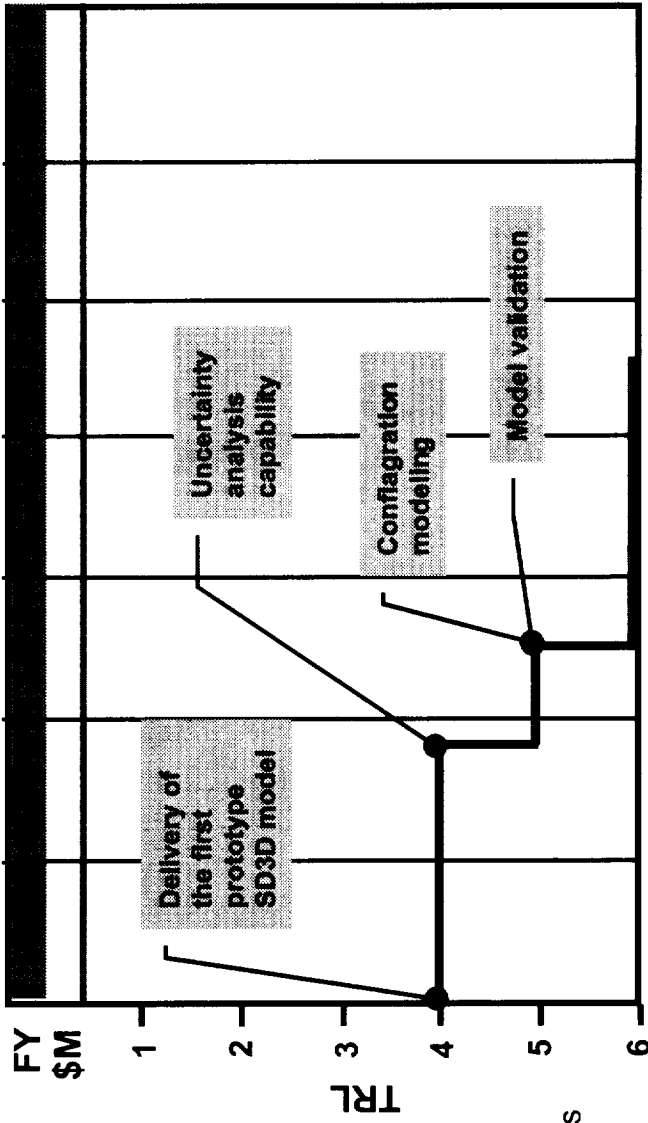 FY
$M
TRL
1
2
3
4
5
6
Delivery of
the first
prototype
SD3D model
Uncertainty
analysis
capability
Conflagration
modeling
Model validation
s